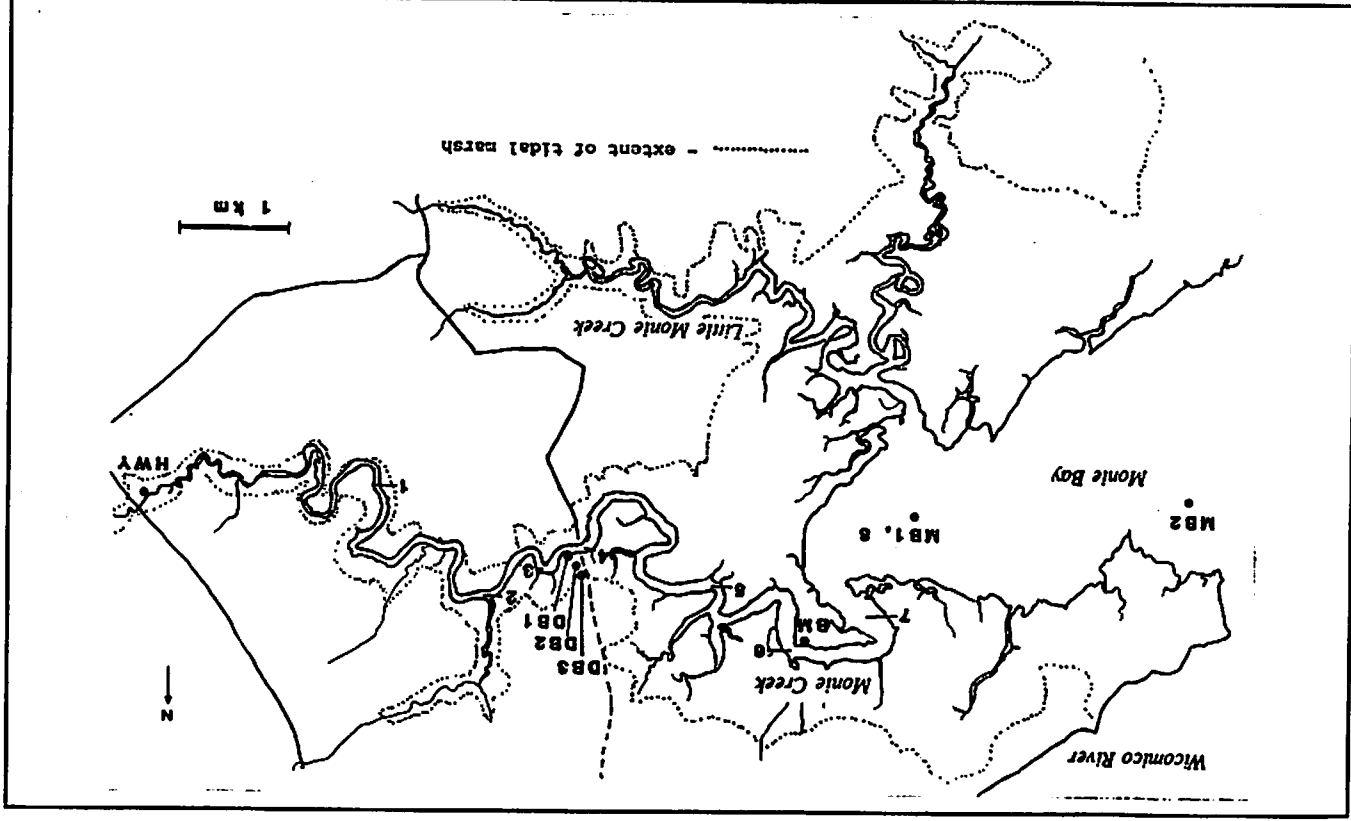 Wicomico River
N
Monie Creek
DB3
DB2
DB1
6
BM
7
5
4
3
2
MB2
MB1, 8
1
HWY
Monie Bay
Little Monie Creek
1 km
- extent of tidal marsh